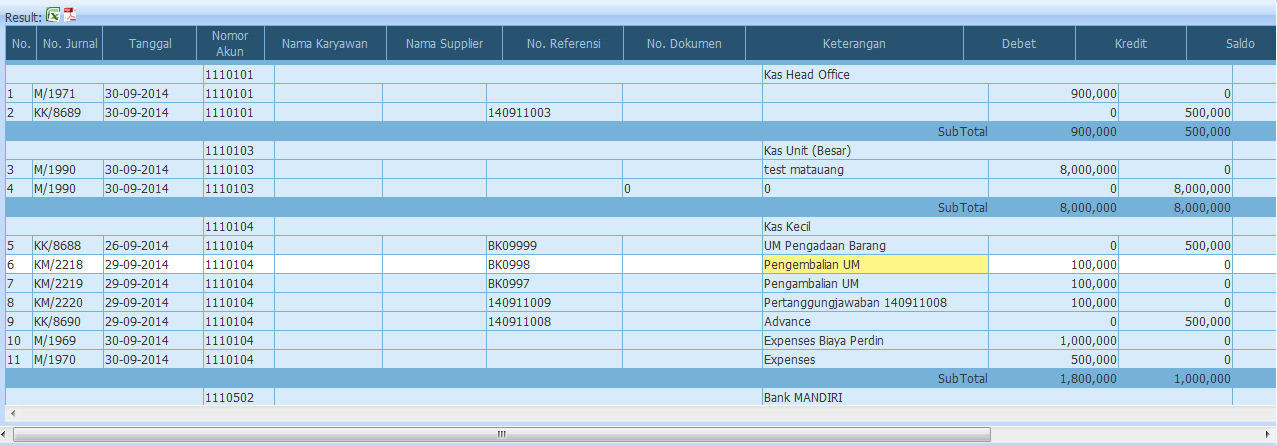 Result:
No. No. Jurnal Tanggal Nomor Akun Nama Karyawan Nama Supplier No. Referensi No. Dokumen Keterangan Debet Kredit Saldo
1110101 Kas Head Office
1 M/1971 30-09-2014 1110101 900,000 0
2 KK/8689 30-09-2014 1110101 140911003 0 500,000
SubTotal 900,000 500,000
1110103 Kas Unit (Besar)
3 M/1990 30-09-2014 1110103 test matauang 8,000,000 0
4 M/1990 30-09-2014 1110103 0 0 0 8,000,000
SubTotal 8,000,000 8,000,000
1110104 Kas Kecil
5 KK/8688 26-09-2014 1110104 BK09999 UM Pengadaan Barang 0 500,000
6 KM/2218 29-09-2014 1110104 BK0998 Pengembalian UM 100,000 0
7 KM/2219 29-09-2014 1110104 BK0997 Pengambalian UM 100,000 0
8 KM/2220 29-09-2014 1110104 140911009 Pertanggungjawaban 140911008 100,000 0
9 KK/8690 29-09-2014 1110104 140911008 Advance 0 500,000
10 M/1969 30-09-2014 1110104 Expenses Biaya Perdin 1,000,000 0
11 M/1970 30-09-2014 1110104 Expenses 500,000 0
SubTotal 1,800,000 1,000,000
1110502 Bank MANDIRI